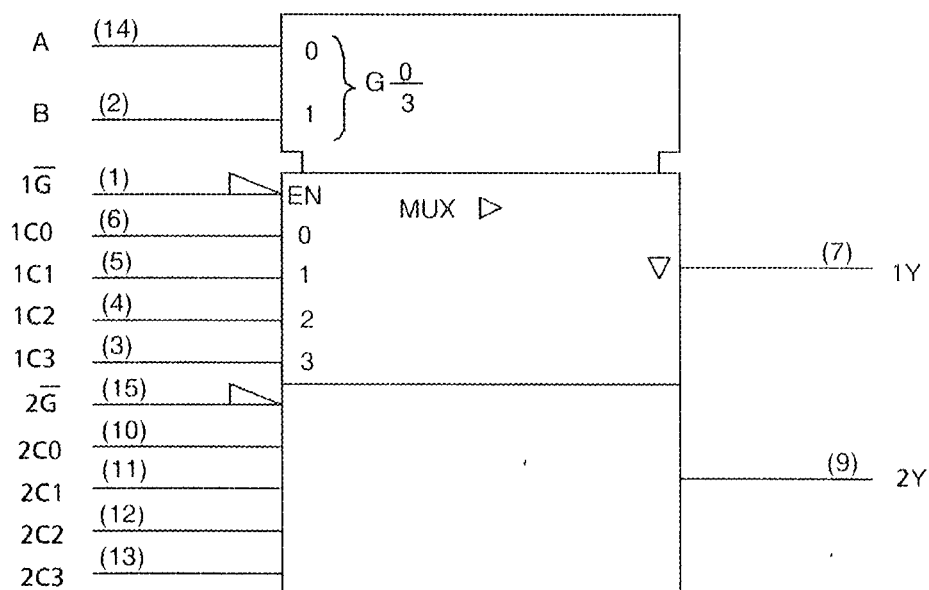 A (14) 0
G 0
3
B (2) 1
1G̅ (1) EN
MUX
1C0 (6) 0
1C1 (5) 1
(7) 1Y
1C2 (4) 2
1C3 (3) 3
2G̅ (15)
2C0 (10)
2C1 (11)
(9) 2Y
2C2 (12)
2C3 (13)